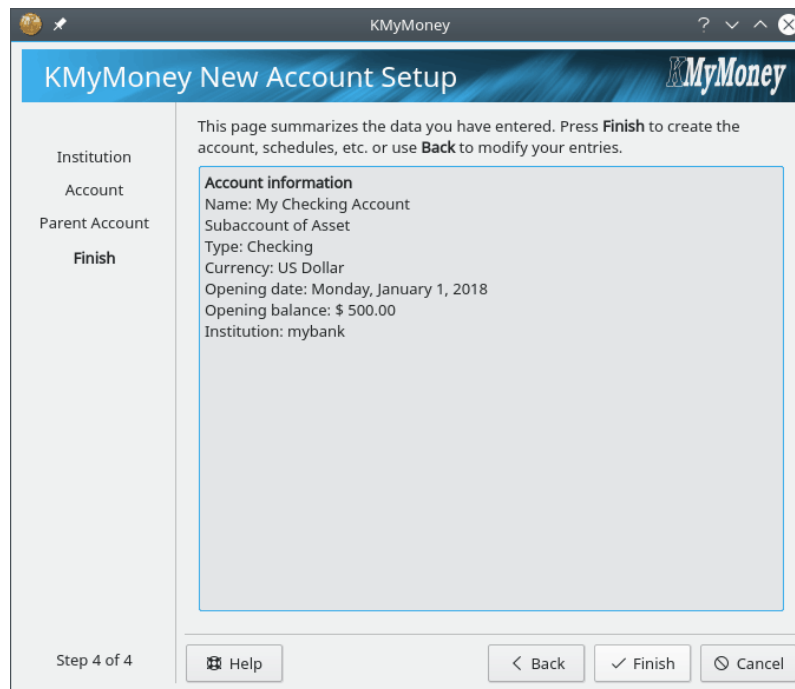 KMyMoney
KMyMoney New Account Setup
KMyMoney
Institution
Account
Parent Account
Finish
This page summarizes the data you have entered. Press Finish to create the
account, schedules, etc. or use Back to modify your entries.
Account information
Name: My Checking Account
Subaccount of Asset
Type: Checking
Currency: US Dollar
Opening date: Monday, January 1, 2018
Opening balance: $ 500.00
Institution: mybank
Step 4 of 4
Help
Back
Finish
Cancel